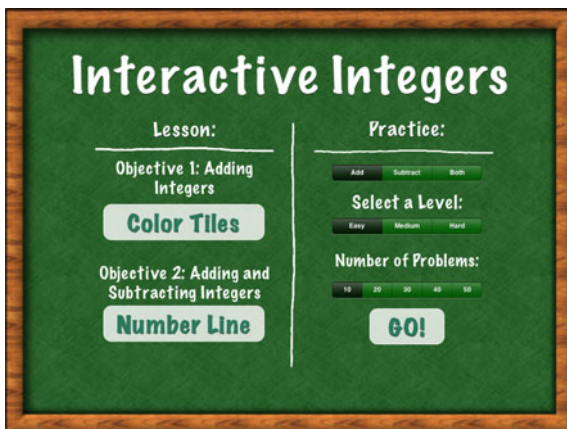 Interactive Integers
Lesson:
Objective 1: Adding
Integers
Color Tiles
Objective 2: Adding and
Subtracting Integers
Number Line
Practice:
Add Subtract Both
Select a Level:
Easy Medium Hard
Number of Problems:
10 20 30 40 50
GO!